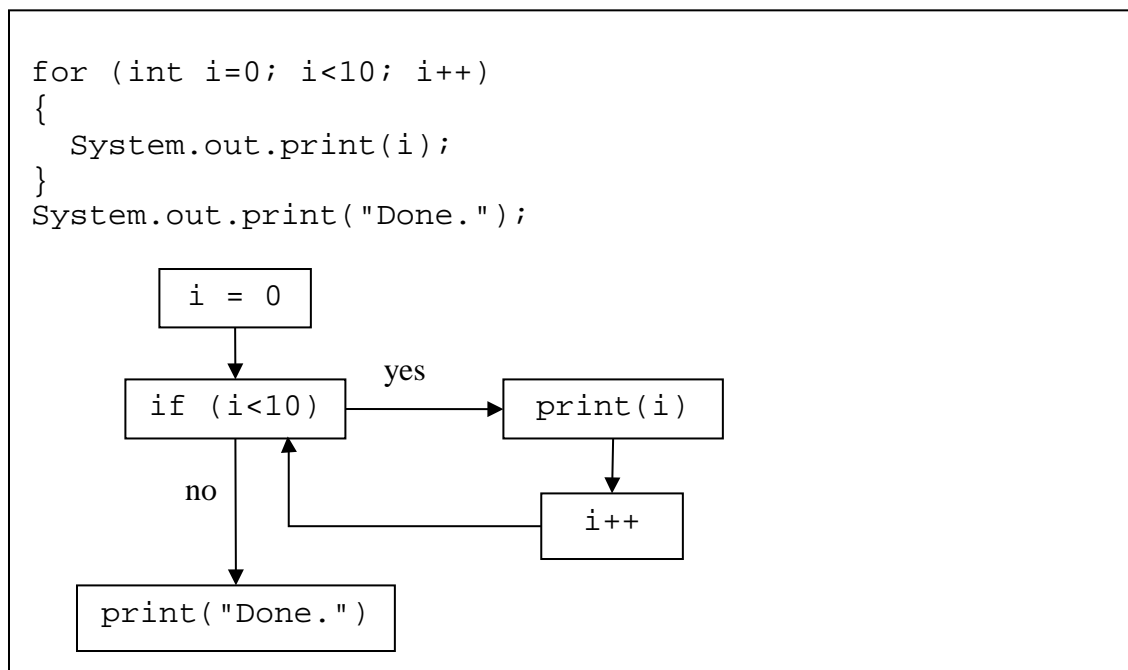 for (int i=0; i<10; i++)
{
  System.out.print(i);
}
System.out.print("Done.");
i = 0
yes
if (i<10)
print(i)
no
i++
print("Done.")